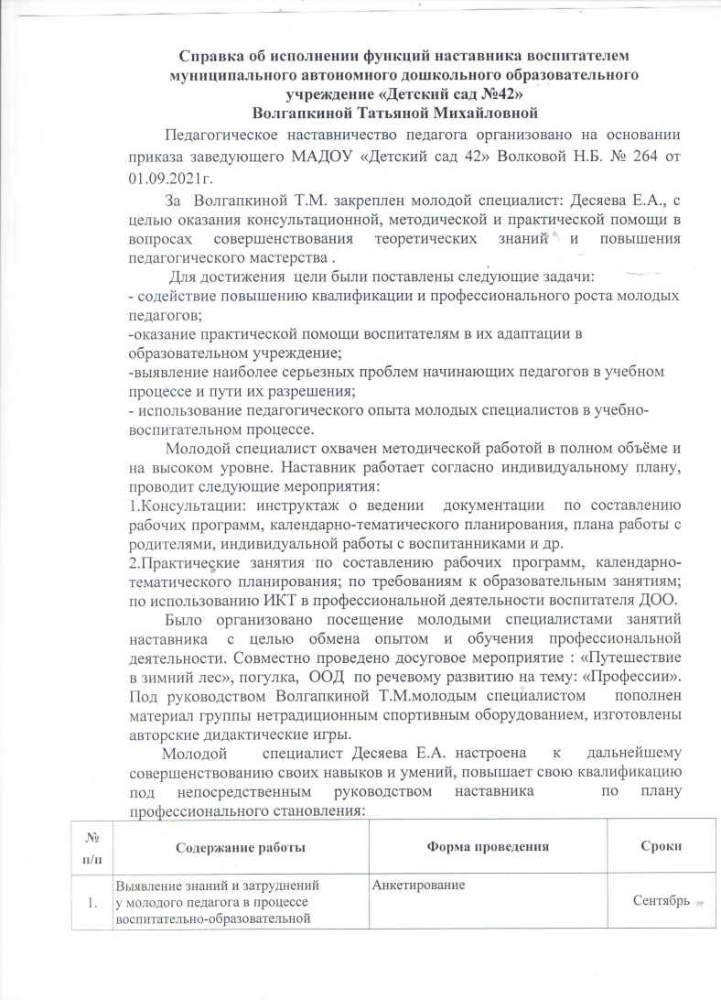 Справка об исполнении функций наставника воспитателем
муниципального автономного дошкольного образовательного
учреждение «Детский сад №42»
Волгапкиной Татьяной Михайловной
Педагогическое наставничество педагога организовано на основании
приказа заведующего МАДОУ «Детский сад 42» Волковой Н.Б. № 264 от
01.09.2021г.
За Волгапкиной Т.М. закреплен молодой специалист: Десяева Е.А., с
целью оказания консультационной, методической и практической помощи в
вопросах совершенствования теоретических знаний и повышения
педагогического мастерства .
Для достижения цели были поставлены следующие задачи:
- содействие повышению квалификации и профессионального роста молодых
педагогов;
-оказание практической помощи воспитателям в их адаптации в
образовательном учреждение;
-выявление наиболее серьезных проблем начинающих педагогов в учебном
процессе и пути их разрешения;
- использование педагогического опыта молодых специалистов в учебно-
воспитательном процессе.
Молодой специалист охвачен методической работой в полном объёме и
на высоком уровне. Наставник работает согласно индивидуальному плану,
проводит следующие мероприятия:
1.Консультации: инструктаж о ведении документации по составлению
рабочих программ, календарно-тематического планирования, плана работы с
родителями, индивидуальной работы с воспитанниками и др.
2.Практические занятия по составлению рабочих программ, календарно-
тематического планирования; по требованиям к образовательным занятиям;
по использованию ИКТ в профессиональной деятельности воспитателя ДОО.
Было организовано посещение молодыми специалистами занятий
наставника с целью обмена опытом и обучения профессиональной
деятельности. Совместно проведено досуговое мероприятие : «Путешествие
в зимний лес», погулка, ООД по речевому развитию на тему: «Профессии».
Под руководством Волгапкиной Т.М.молодым специалистом пополнен
материал группы нетрадиционным спортивным оборудованием, изготовлены
авторские дидактические игры.
Молодой специалист Десяева Е.А. настроена к дальнейшему
совершенствованию своих навыков и умений, повышает свою квалификацию
под непосредственным руководством наставника по плану
профессионального становления:
№ п/п Содержание работы Форма проведения Сроки
1. Выявление знаний и затруднений Анкетирование Сентябрь
у молодого педагога в процессе
воспитательно-образовательной